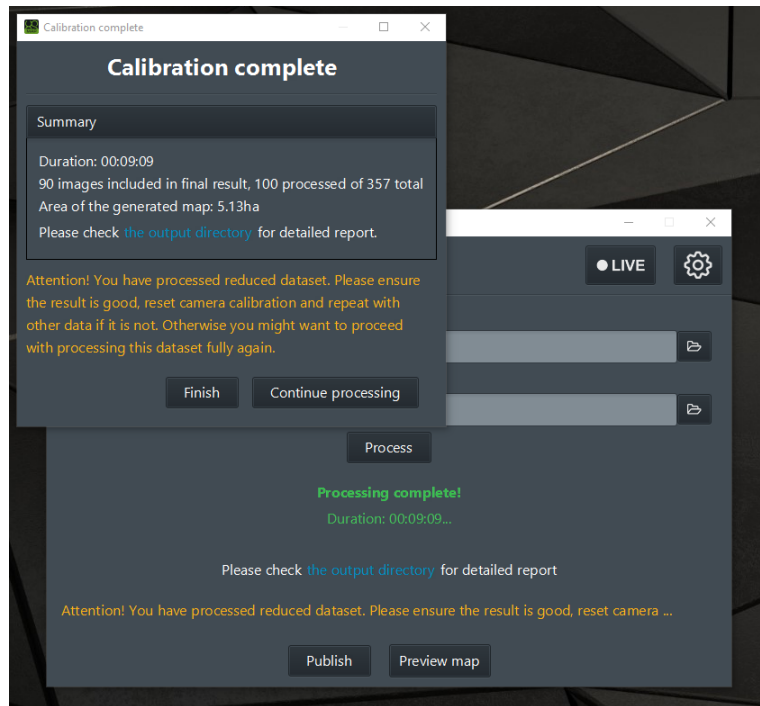 Calibration complete
Calibration complete
Summary
Duration: 00:09:09
90 images included in final result, 100 processed of 357 total
Area of the generated map: 5.13ha
Please check the output directory for detailed report.
Attention! You have processed reduced dataset. Please ensure
the result is good, reset camera calibration and repeat with
other data if it is not. Otherwise you might want to proceed
with processing this dataset fully again.
Finish
Continue processing
LIVE
Process
Processing complete!
Duration: 00:09:09...
Please check the output directory for detailed report
Attention! You have processed reduced dataset. Please ensure the result is good, reset camera ...
Publish
Preview map